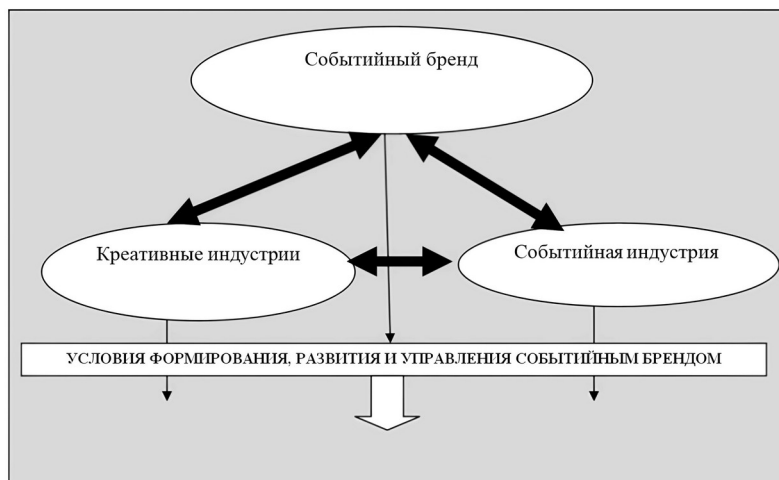 Событийный бренд
Креативные индустрии
Событийная индустрия
УСЛОВИЯ ФОРМИРОВАНИЯ, РАЗВИТИЯ И УПРАВЛЕНИЯ СОБЫТИЙНЫМ БРЕНДОМ